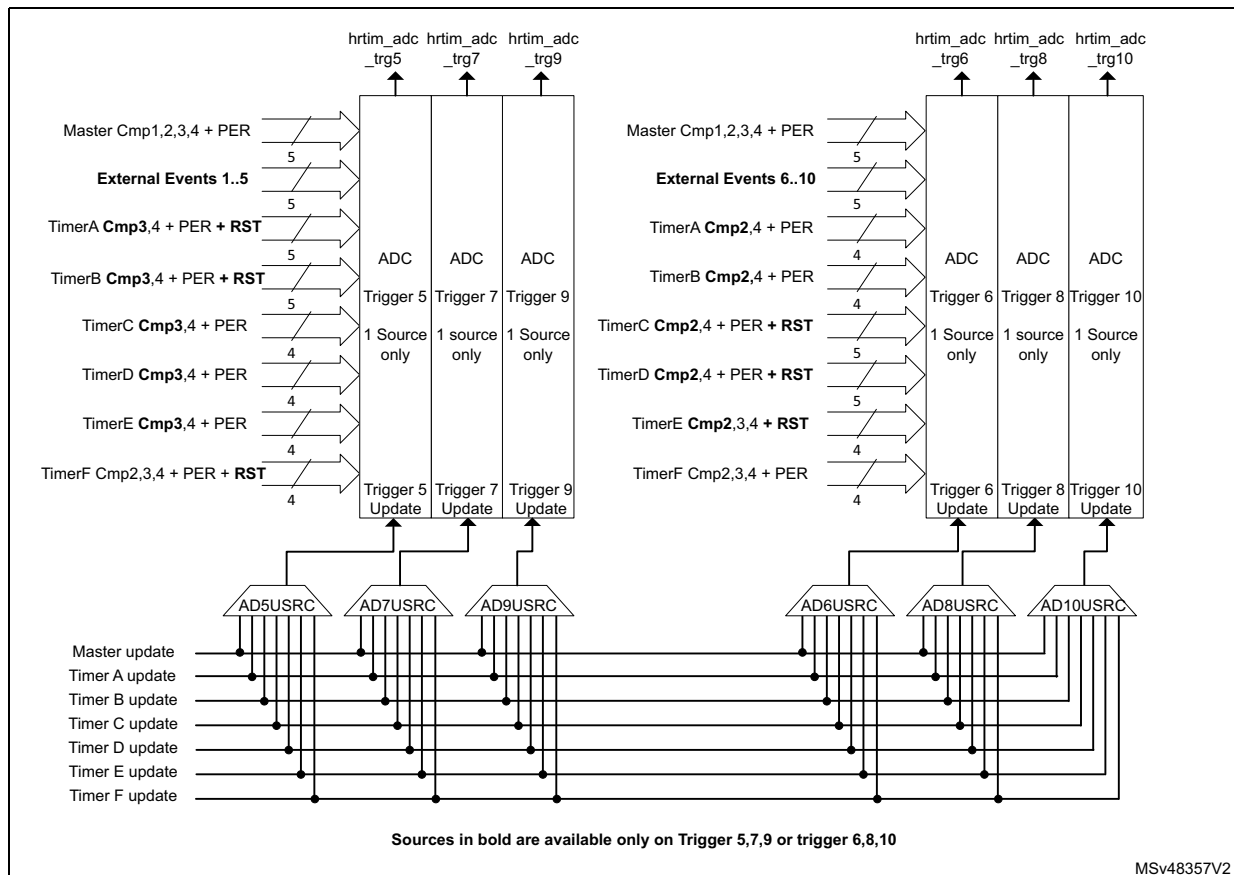 hrtim_adc
_trg5
hrtim_adc
_trg7
hrtim_adc
_trg9
Master Cmp1,2,3,4 + PER
5
External Events 1..5
5
TimerA Cmp3,4 + PER + RST
5
TimerB Cmp3,4 + PER + RST
5
TimerC Cmp3,4 + PER
4
TimerD Cmp3,4 + PER
4
TimerE Cmp3,4 + PER
4
TimerF Cmp2,3,4 + PER + RST
4
ADC
Trigger 5
1 Source
only
Trigger 5
Update
ADC
Trigger 7
1 source
only
Trigger 7
Update
ADC
Trigger 9
1 Source
only
Trigger 9
Update
hrtim_adc
_trg6
hrtim_adc
_trg8
hrtim_adc
_trg10
Master Cmp1,2,3,4 + PER
5
External Events 6..10
5
TimerA Cmp2,4 + PER
4
TimerB Cmp2,4 + PER
4
TimerC Cmp2,4 + PER + RST
5
TimerD Cmp2,4 + PER + RST
5
TimerE Cmp2,3,4 + RST
4
TimerF Cmp2,3,4 + PER
4
ADC
Trigger 6
1 Source
only
Trigger 6
Update
ADC
Trigger 8
1 source
only
Trigger 8
Update
ADC
Trigger 10
1 Source
only
Trigger 10
Update
AD5USRC
AD7USRC
AD9USRC
AD6USRC
AD8USRC
AD10USRC
Master update
Timer A update
Timer B update
Timer C update
Timer D update
Timer E update
Timer F update
Sources in bold are available only on Trigger 5,7,9 or trigger 6,8,10
MSv48357V2